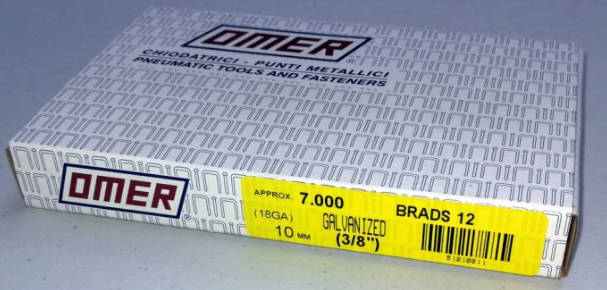 OMER®
CHIODATRICI - PUNTI METALLICI
PNEUMATIC TOOLS AND FASTENERS
OMER®
APPROX 7.000 BRADS 12
(18GA) GALVANIZED
10 MM (3/8")
51210011